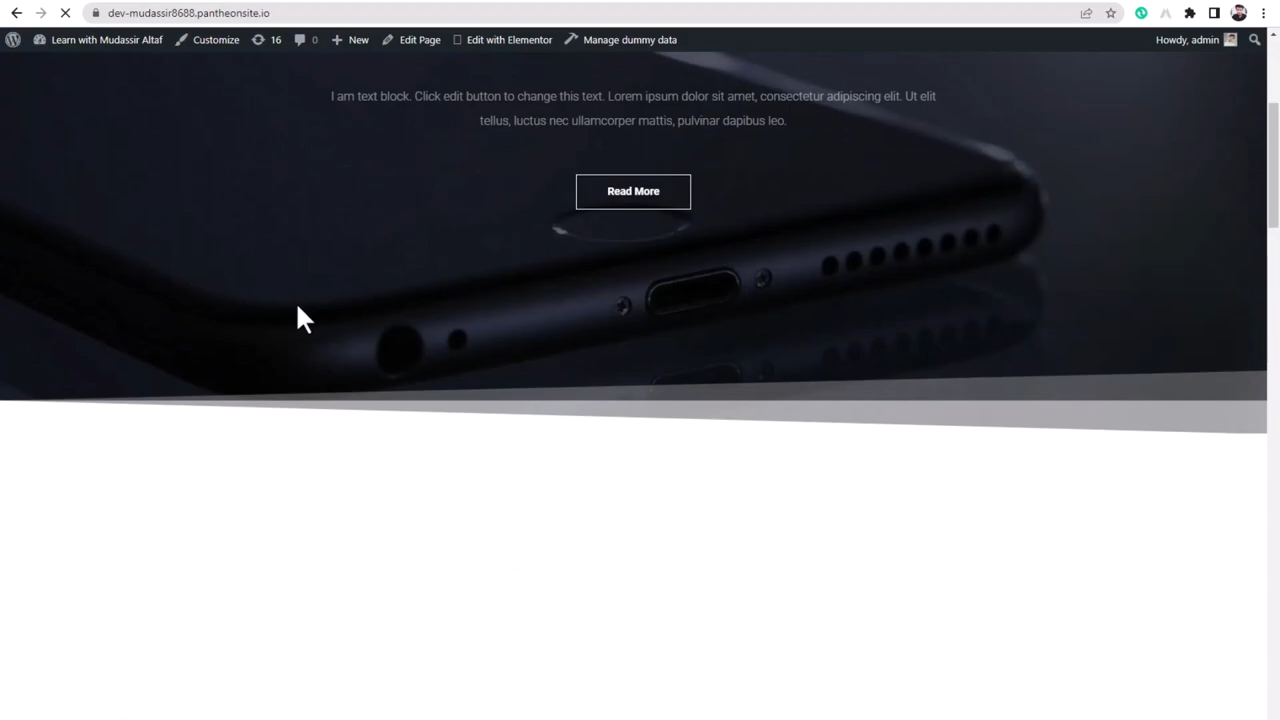 dev-mudassir8688.pantheonsite.io
Learn with Mudassir Altaf Customize 16 0 New Edit Page Edit with Elementor Manage dummy data Howdy, admin
I am text block. Click edit button to change this text. Lorem ipsum dolor sit amet, consectetur adipiscing elit. Ut elit
tellus, luctus nec ullamcorper mattis, pulvinar dapibus leo.
Read More